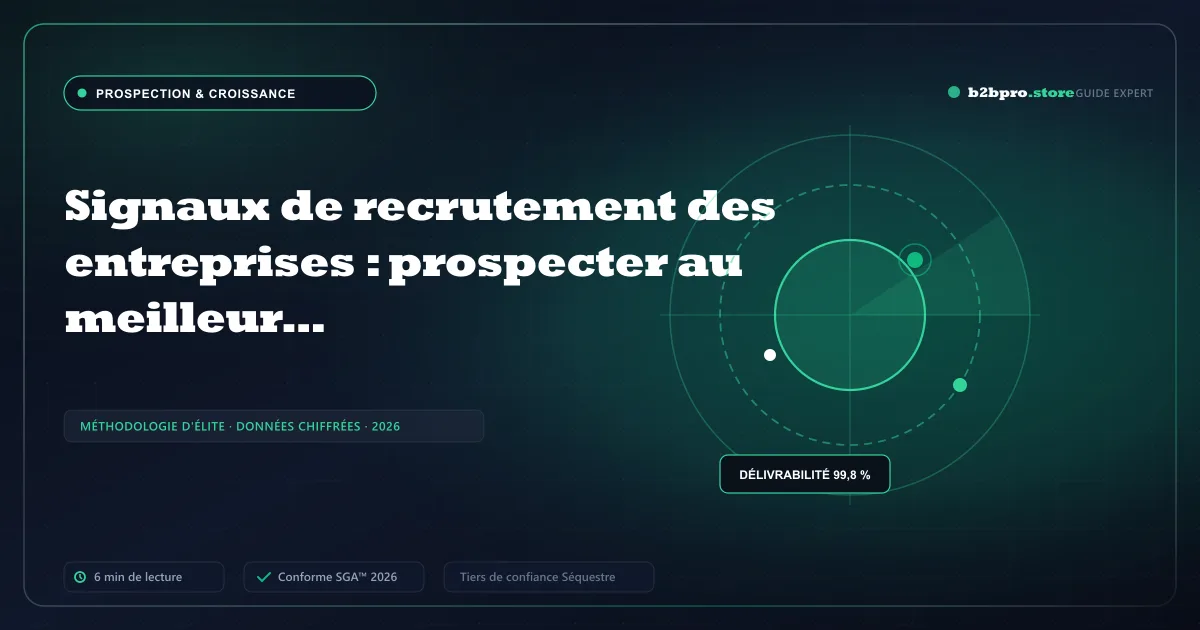 PROSPECTION & CROISSANCE
b2bpro.store GUIDE EXPERT
Signaux de recrutement des
entreprises : prospecter au
meilleur...
MÉTHODOLOGIE D'ÉLITE · DONNÉES CHIFFRÉES · 2026
DÉLIVRABILITÉ 99,8 %
6 min de lecture
Conforme SGA™ 2026
Tiers de confiance Séquestre